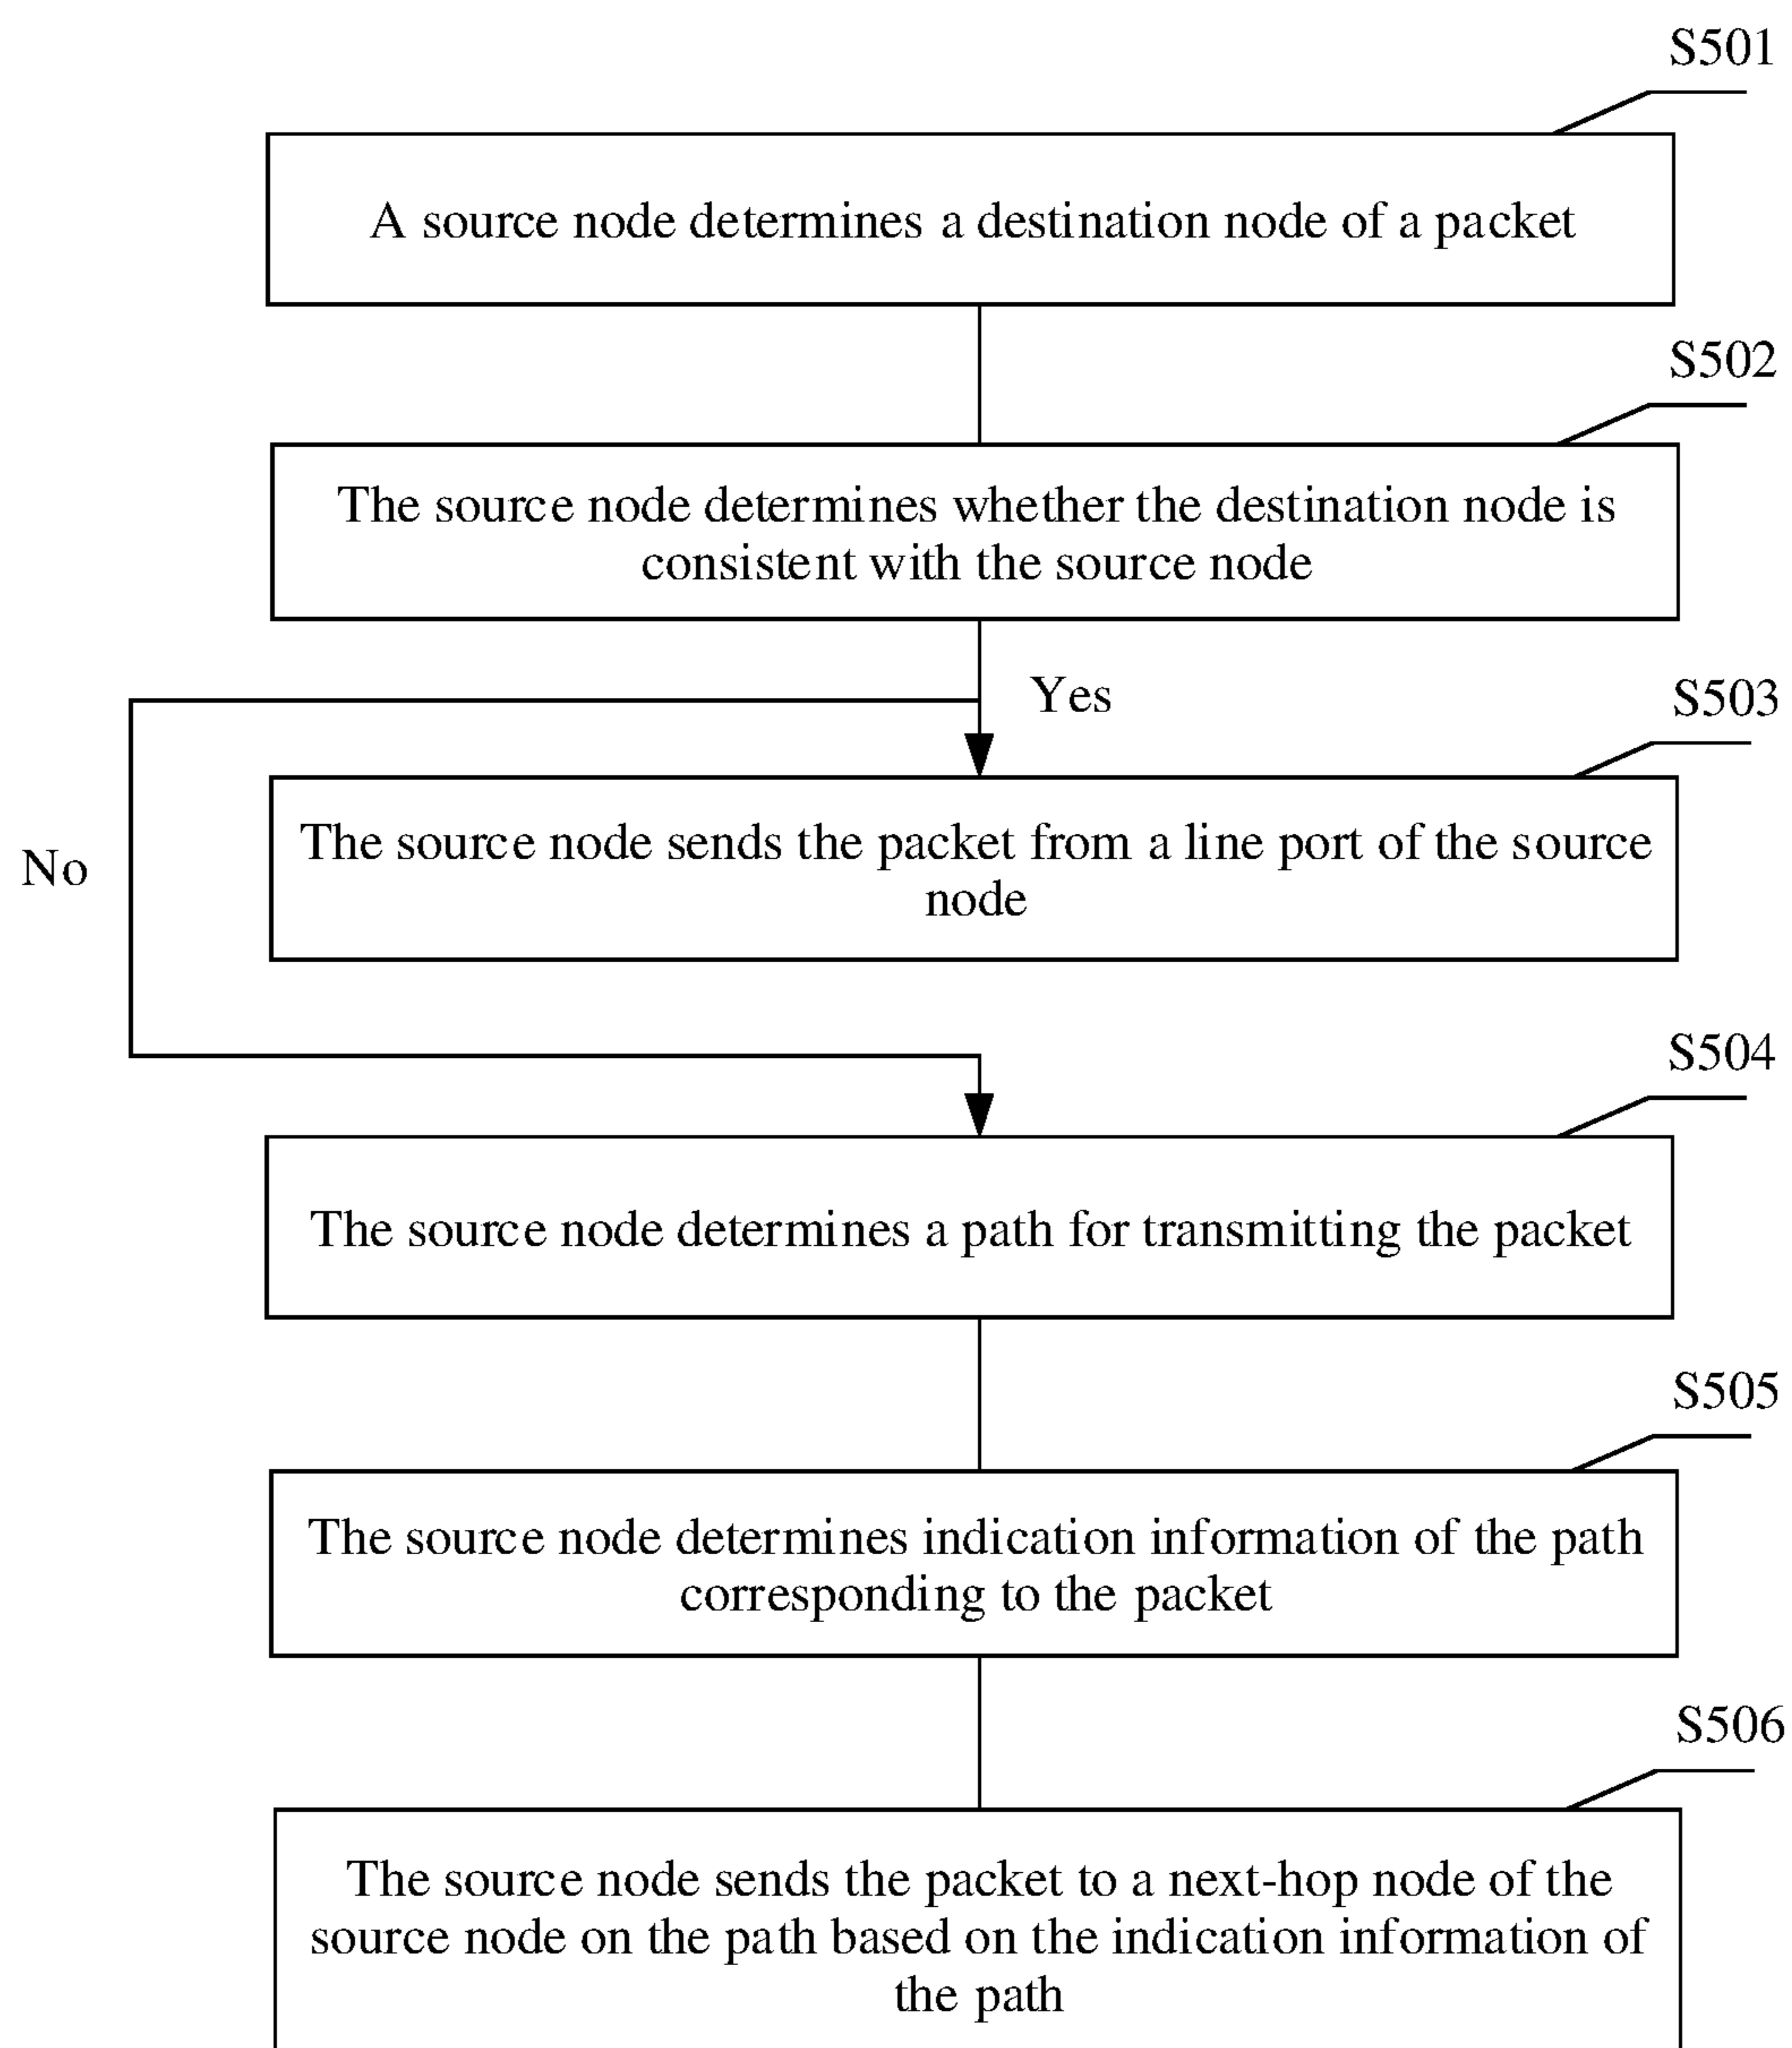 S501
A source node determines a destination node of a packet
S502
The source node determines whether the destination node is
consistent with the source node
Yes
S503
The source node sends the packet from a line port of the source
node
No
S504
The source node determines a path for transmitting the packet
S505
The source node determines indication information of the path
corresponding to the packet
S506
The source node sends the packet to a next-hop node of the
source node on the path based on the indication information of
the path